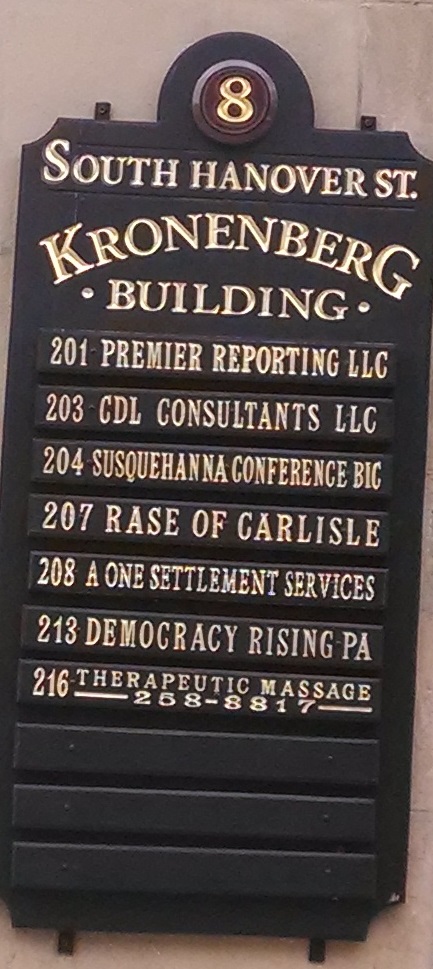 8
SOUTH HANOVER ST.
KRONENBERG
• BUILDING •
201 PREMIER REPORTING LLC
203 CDL CONSULTANTS LLC
204 SUSQUEHANNA CONFERENCE BIC
207 RASE OF CARLISLE
208 A ONE SETTLEMENT SERVICES
213 DEMOCRACY RISING PA
216 THERAPEUTIC MASSAGE
258-8817